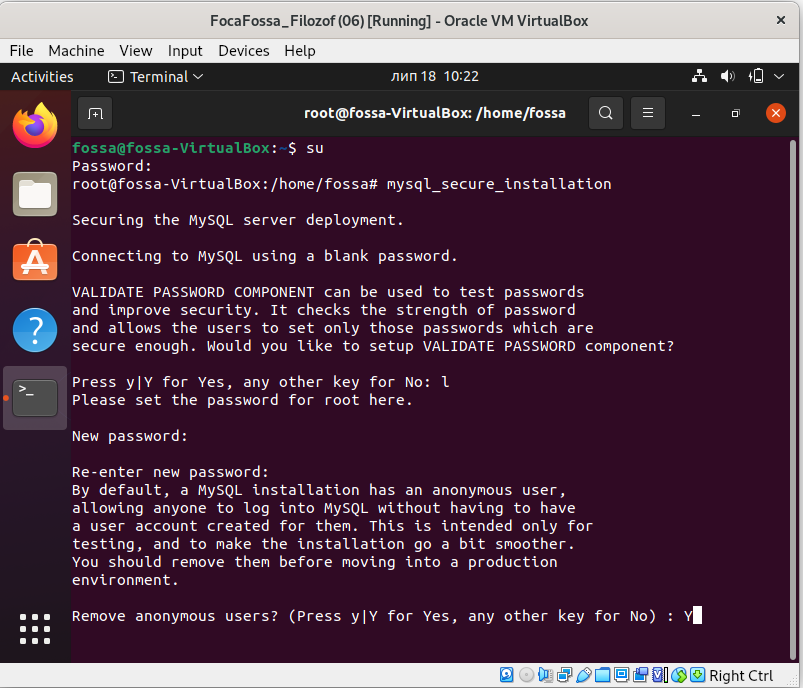 FocaFossa_Filozof (06) [Running] - Oracle VM VirtualBox
File Machine View Input Devices Help
Activities Terminal лип 18 10:22
root@fossa-VirtualBox: /home/fossa
fossa@fossa-VirtualBox:~$ su
Password:
root@fossa-VirtualBox:/home/fossa# mysql_secure_installation
Securing the MySQL server deployment.
Connecting to MySQL using a blank password.
VALIDATE PASSWORD COMPONENT can be used to test passwords
and improve security. It checks the strength of password
and allows the users to set only those passwords which are
secure enough. Would you like to setup VALIDATE PASSWORD component?
Press y|Y for Yes, any other key for No: l
Please set the password for root here.
New password:
Re-enter new password:
By default, a MySQL installation has an anonymous user,
allowing anyone to log into MySQL without having to have
a user account created for them. This is intended only for
testing, and to make the installation go a bit smoother.
You should remove them before moving into a production
environment.
Remove anonymous users? (Press y|Y for Yes, any other key for No) : Y
Right Ctrl